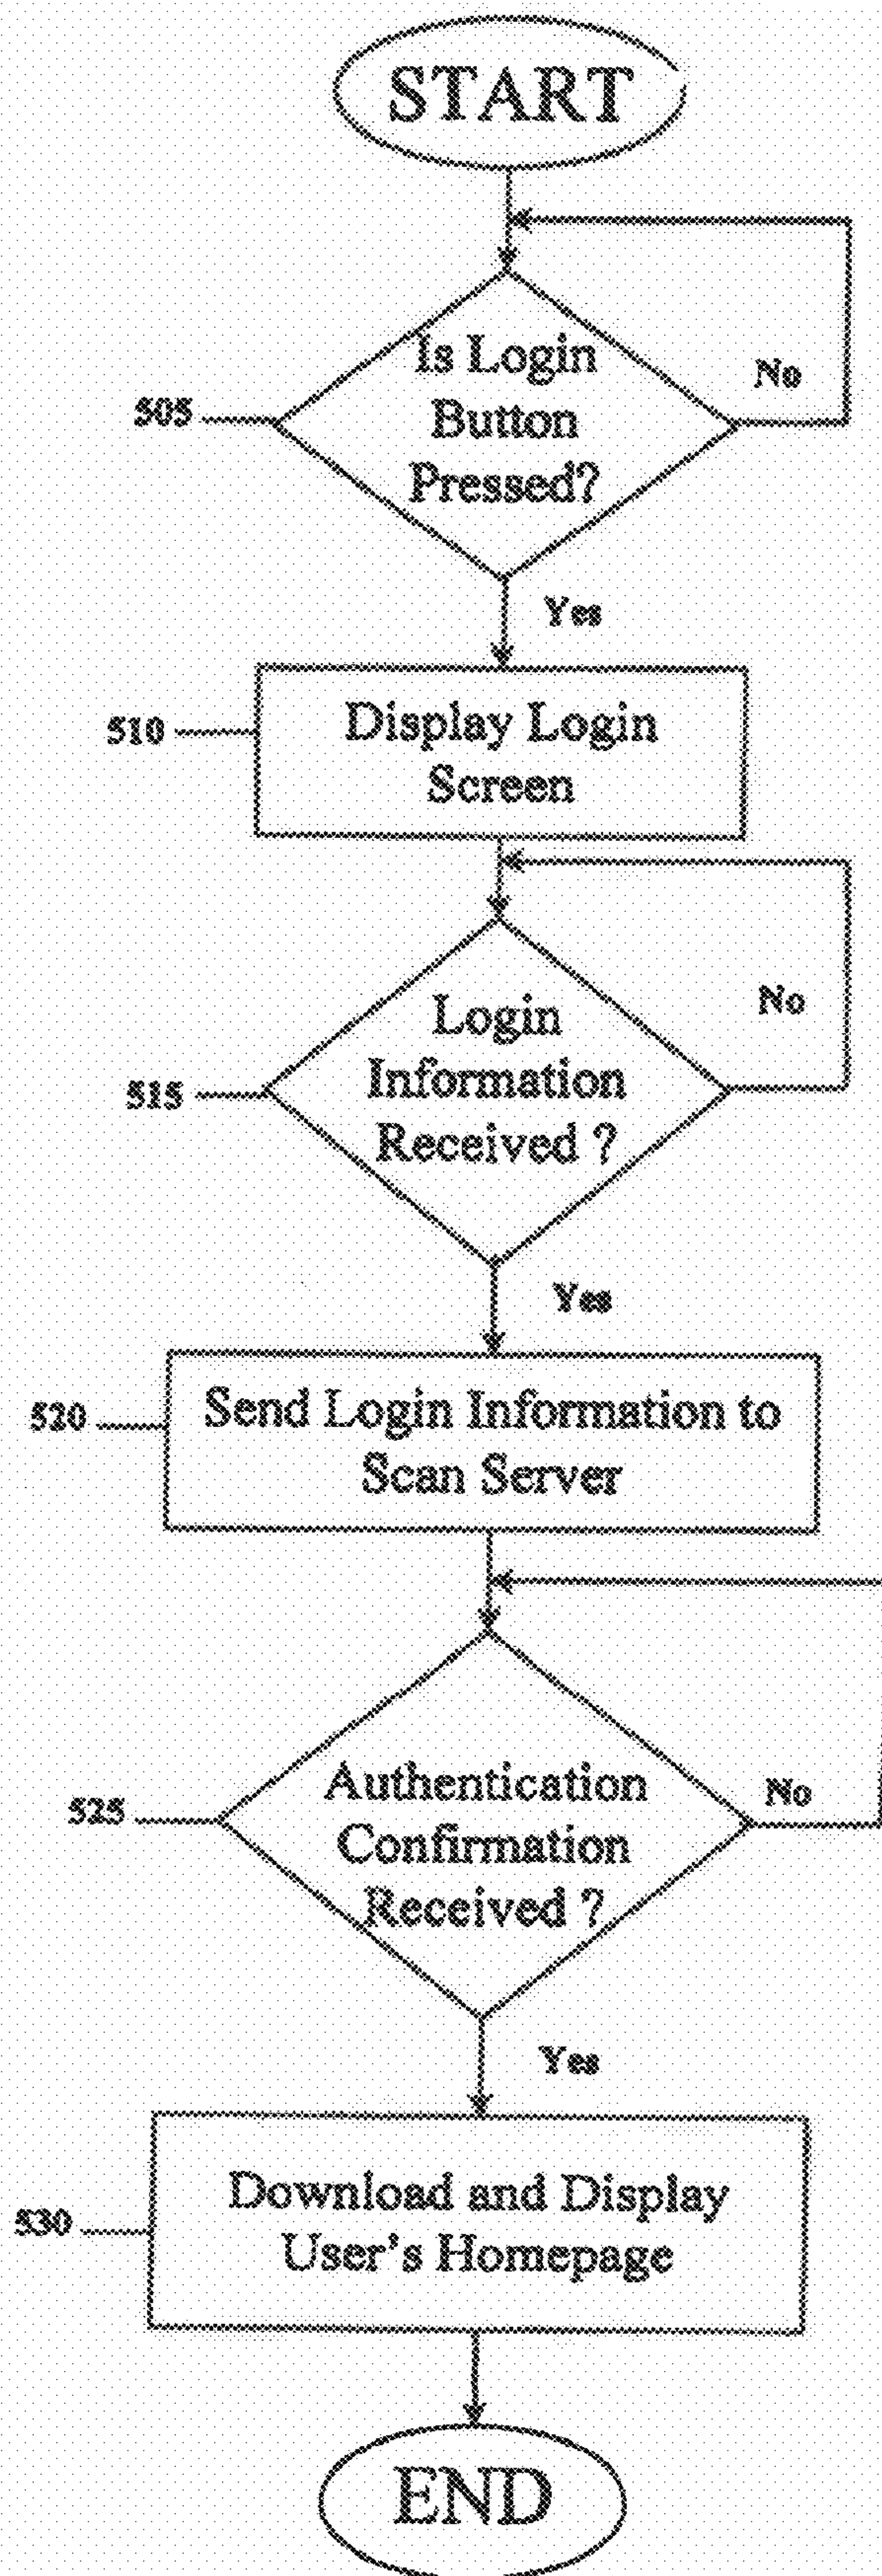 START
Is Login
Button
Pressed?
No
505
Yes
510
Display Login
Screen
No
Login
Information
Received ?
515
Yes
520
Send Login Information to
Scan Server
Authentication
Confirmation
Received ?
No
525
Yes
530
Download and Display
User's Homepage
END